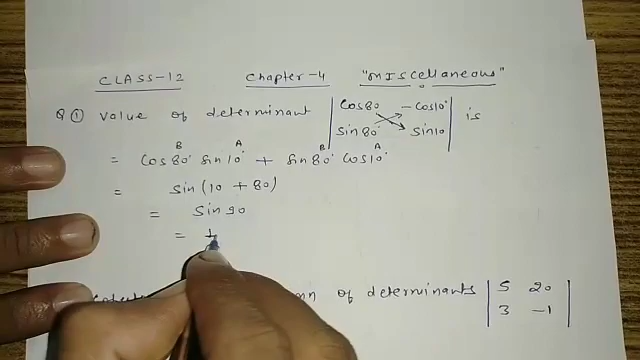 CLASS-12 Chapter-4 "Miscellaneous"
Q ① Value of determinant | cos80 -cos10° | is
| sin80° sin10 |
B A B A
= cos80° sin10° + sin80° cos10°
= sin (10 + 80)
= sin 90
= 1
of determinants | 5 20 |
| 3 -1 |